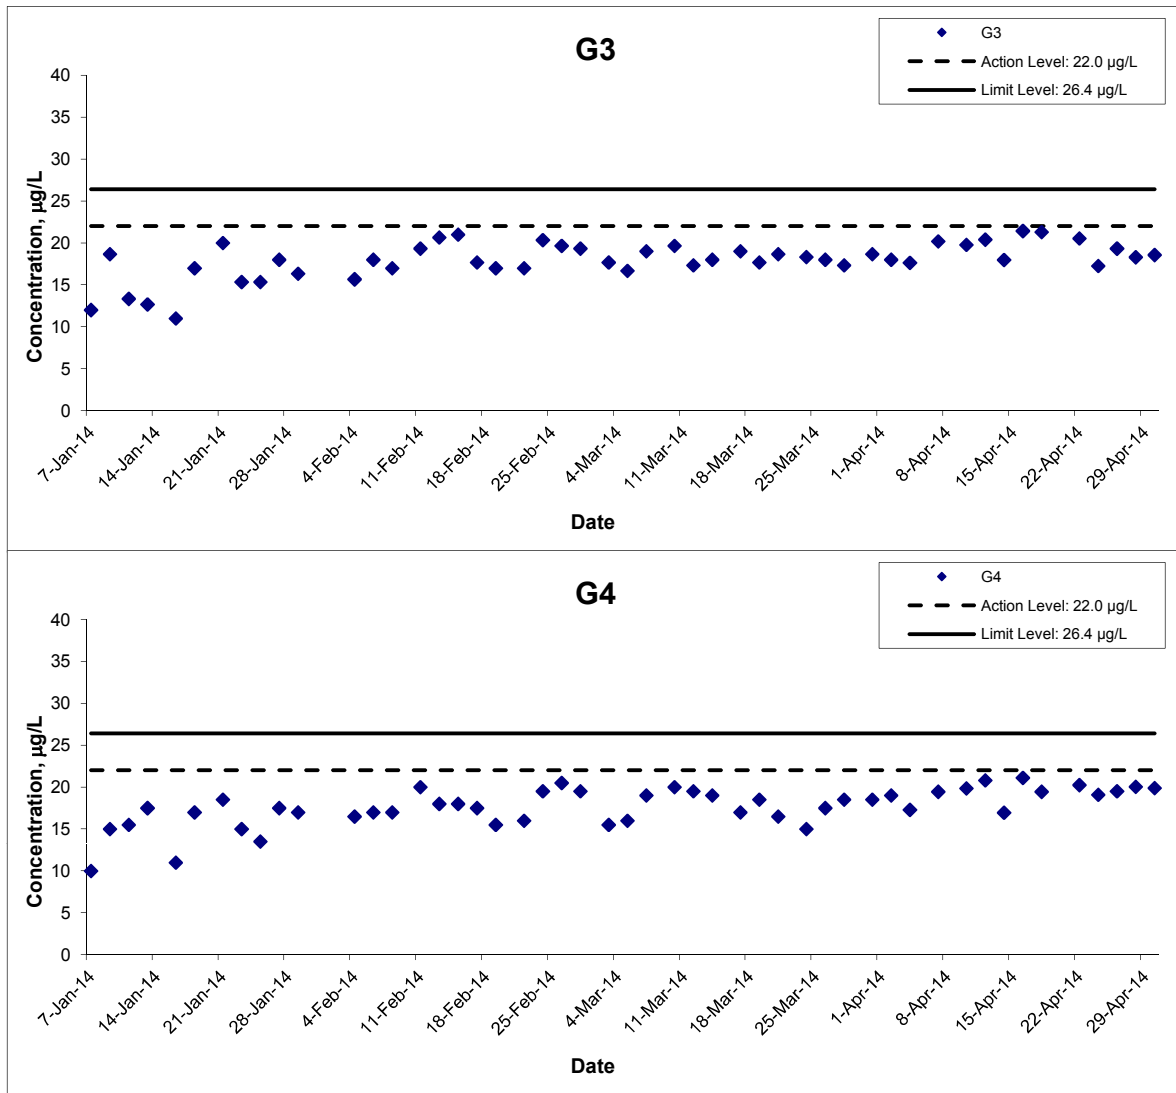 G3
G3
Action Level: 22.0 µg/L
Limit Level: 26.4 µg/L
Concentration, µg/L
40
35
30
25
20
15
10
5
0
7-Jan-14
14-Jan-14
21-Jan-14
28-Jan-14
4-Feb-14
11-Feb-14
18-Feb-14
25-Feb-14
4-Mar-14
11-Mar-14
18-Mar-14
25-Mar-14
1-Apr-14
8-Apr-14
15-Apr-14
22-Apr-14
29-Apr-14
Date
G4
G4
Action Level: 22.0 µg/L
Limit Level: 26.4 µg/L
Concentration, µg/L
40
35
30
25
20
15
10
5
0
7-Jan-14
14-Jan-14
21-Jan-14
28-Jan-14
4-Feb-14
11-Feb-14
18-Feb-14
25-Feb-14
4-Mar-14
11-Mar-14
18-Mar-14
25-Mar-14
1-Apr-14
8-Apr-14
15-Apr-14
22-Apr-14
29-Apr-14
Date